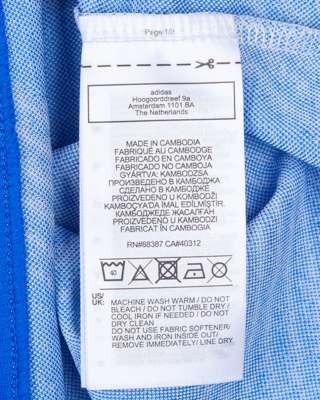 Page 10
adidas
Hoogoorddreef 9a
Amsterdam 1101 BA
The Netherlands
MADE IN CAMBODIA
FABRIQUÉ AU CAMBODGE
FABRICADO EN CAMBOYA
FABRICADO NO CAMBOJA
GYÁRTVA: KAMBODZSA
ПРОИЗВЕДЕНО В КАМБОДЖА
СДЕЛАНО В КАМБОДЖЕ
PROIZVEDENO U KOMBODŽI
KAMBOÇYA'DA İMAL EDİLMİŞTİR.
КАМБОДЖЕДЕ ЖАСАЛҒАН
PROIZVEDENO U KAMBODŽI
FABRICAT ÎN CAMBOGIA
RN#88387 CA#40312
US/
UK:
MACHINE WASH WARM / DO NOT
BLEACH / DO NOT TUMBLE DRY /
COOL IRON IF NEEDED / DO NOT
DRY CLEAN
DO NOT USE FABRIC SOFTENER/
WASH AND IRON INSIDE OUT/
REMOVE IMMEDIATELY/ LINE DRY.